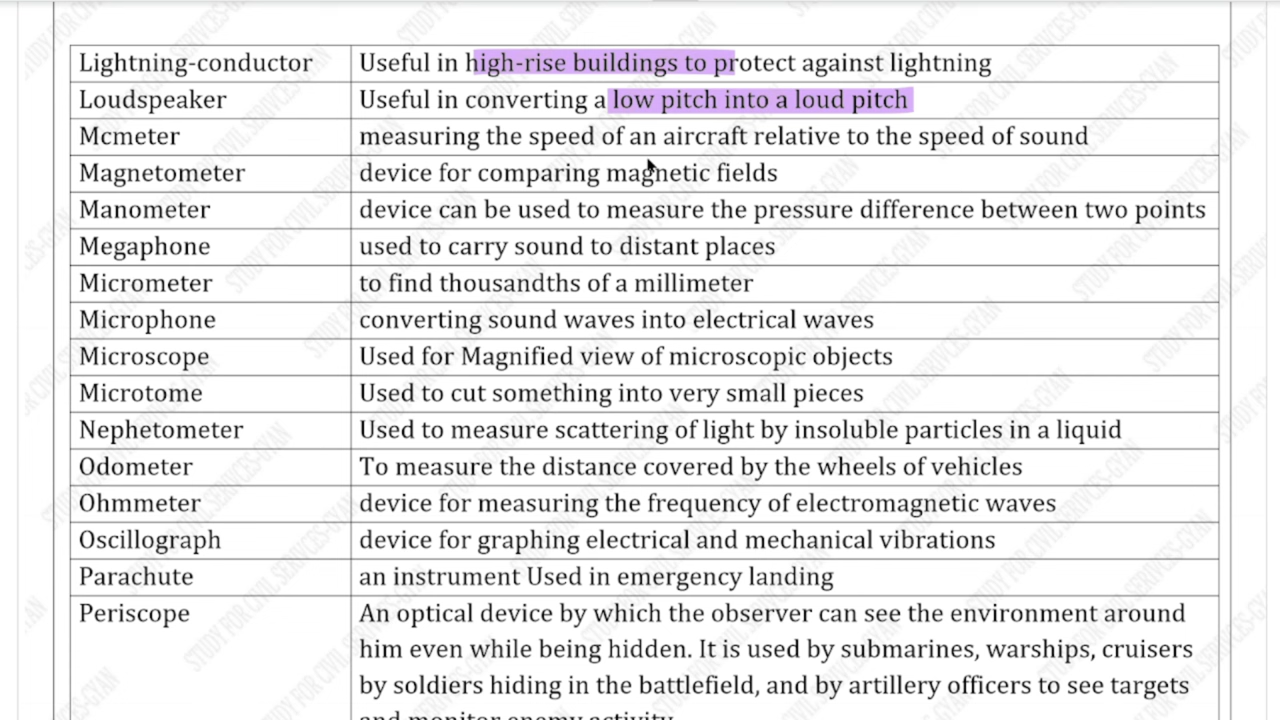 Lightning-conductor Useful in high-rise buildings to protect against lightning
Loudspeaker Useful in converting a low pitch into a loud pitch
Mcmeter measuring the speed of an aircraft relative to the speed of sound
Magnetometer device for comparing magnetic fields
Manometer device can be used to measure the pressure difference between two points
Megaphone used to carry sound to distant places
Micrometer to find thousandths of a millimeter
Microphone converting sound waves into electrical waves
Microscope Used for Magnified view of microscopic objects
Microtome Used to cut something into very small pieces
Nephetometer Used to measure scattering of light by insoluble particles in a liquid
Odometer To measure the distance covered by the wheels of vehicles
Ohmmeter device for measuring the frequency of electromagnetic waves
Oscillograph device for graphing electrical and mechanical vibrations
Parachute an instrument Used in emergency landing
Periscope An optical device by which the observer can see the environment around
him even while being hidden. It is used by submarines, warships, cruisers
by soldiers hiding in the battlefield, and by artillery officers to see targets
and monitor enemy activity